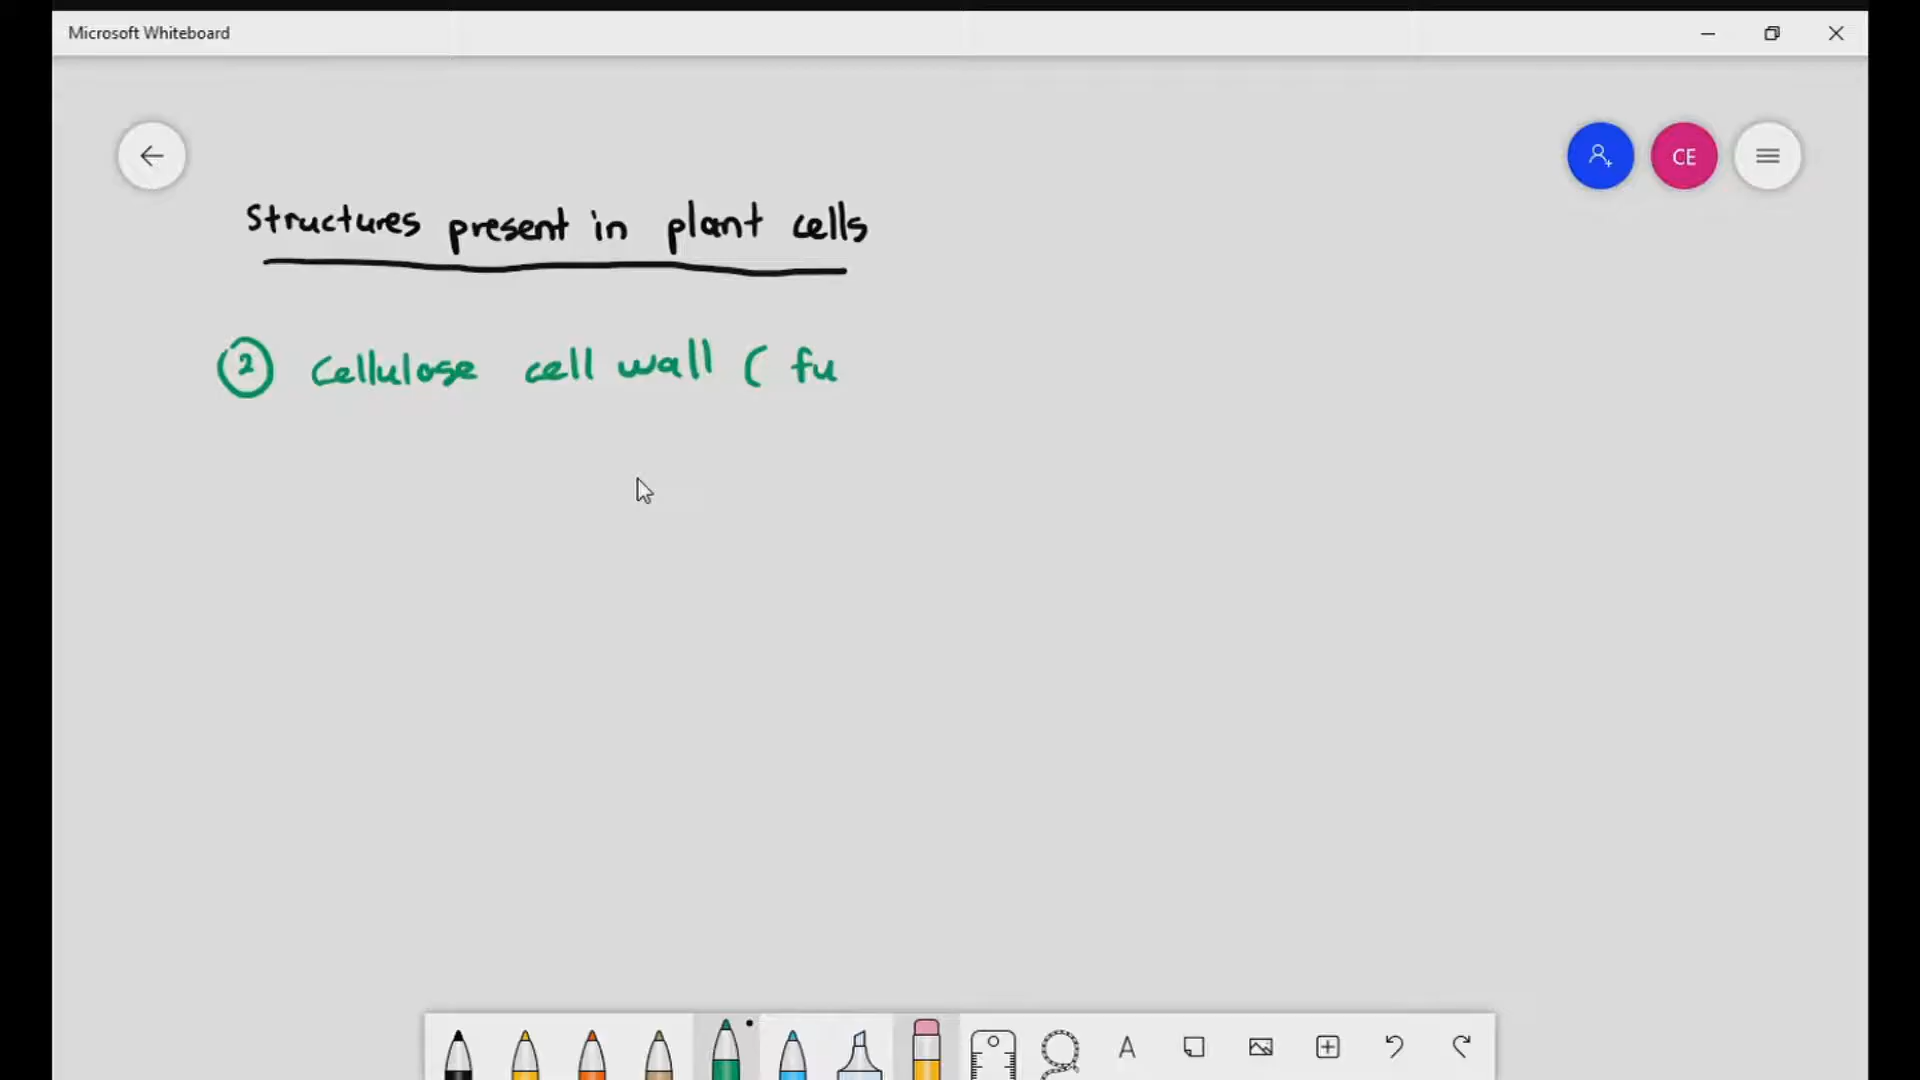 Microsoft Whiteboard
CE
Structures present in plant cells
2 Cellulose cell wall ( fu
A